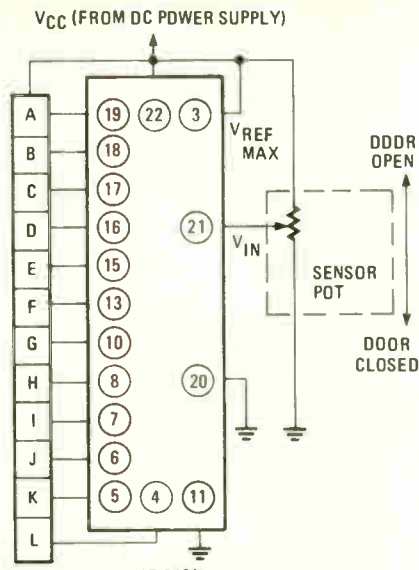 VCC (FROM DC POWER SUPPLY)
A 19 22 3
B 18
C 17
D 16 21
E 15
F 13
G 10
H 8 20
I 7
J 6
K 5 4 11
L
VREF
MAX
VIN
SENSOR
POT
DOOR
OPEN
DOOR
CLOSED